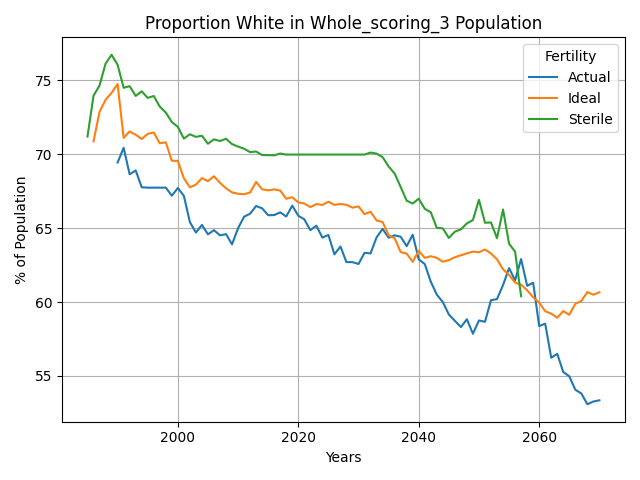 Proportion White in Whole_scoring_3 Population
Fertility
Actual
Ideal
Sterile
% of Population
75
70
65
60
55
2000
2020
2040
2060
Years